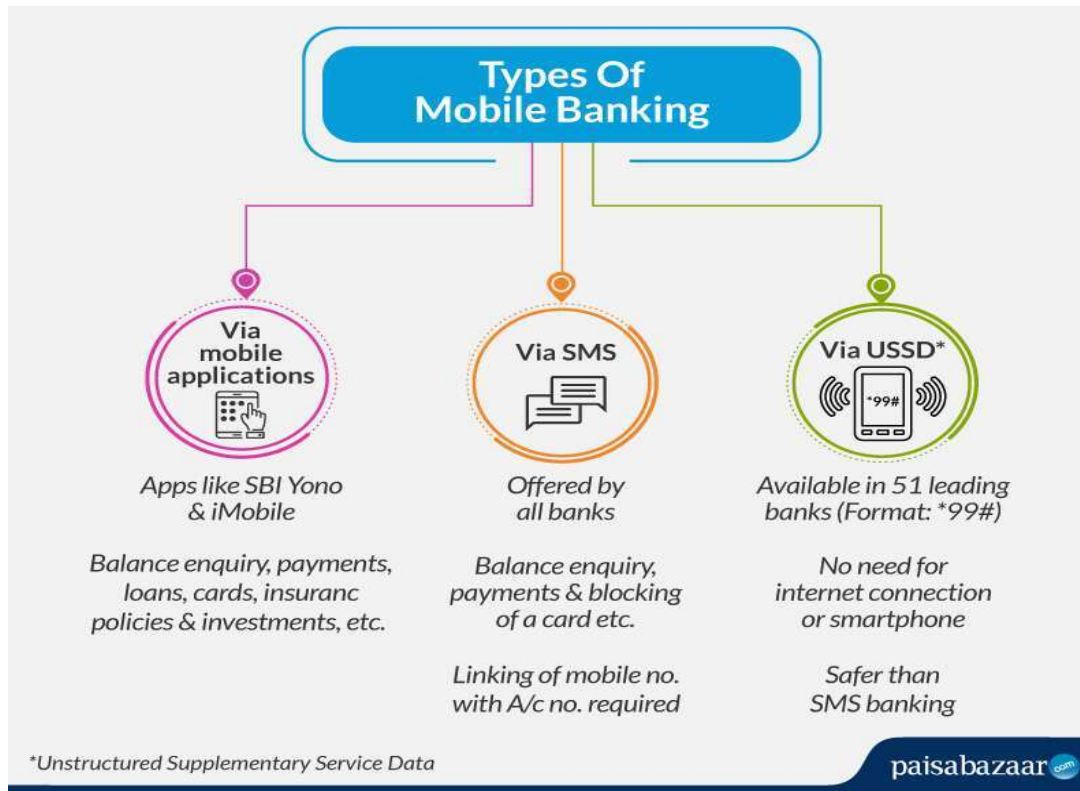 Types Of
Mobile Banking
Via
mobile
applications
Apps like SBI Yono
& iMobile
Balance enquiry, payments,
loans, cards, insuranc
policies & investments, etc.
Via SMS
Offered by
all banks
Balance enquiry,
payments & blocking
of a card etc.
Linking of mobile no.
with A/c no. required
Via USSD*
*99#
Available in 51 leading
banks (Format: *99#)
No need for
internet connection
or smartphone
Safer than
SMS banking
*Unstructured Supplementary Service Data
paisabazaar com